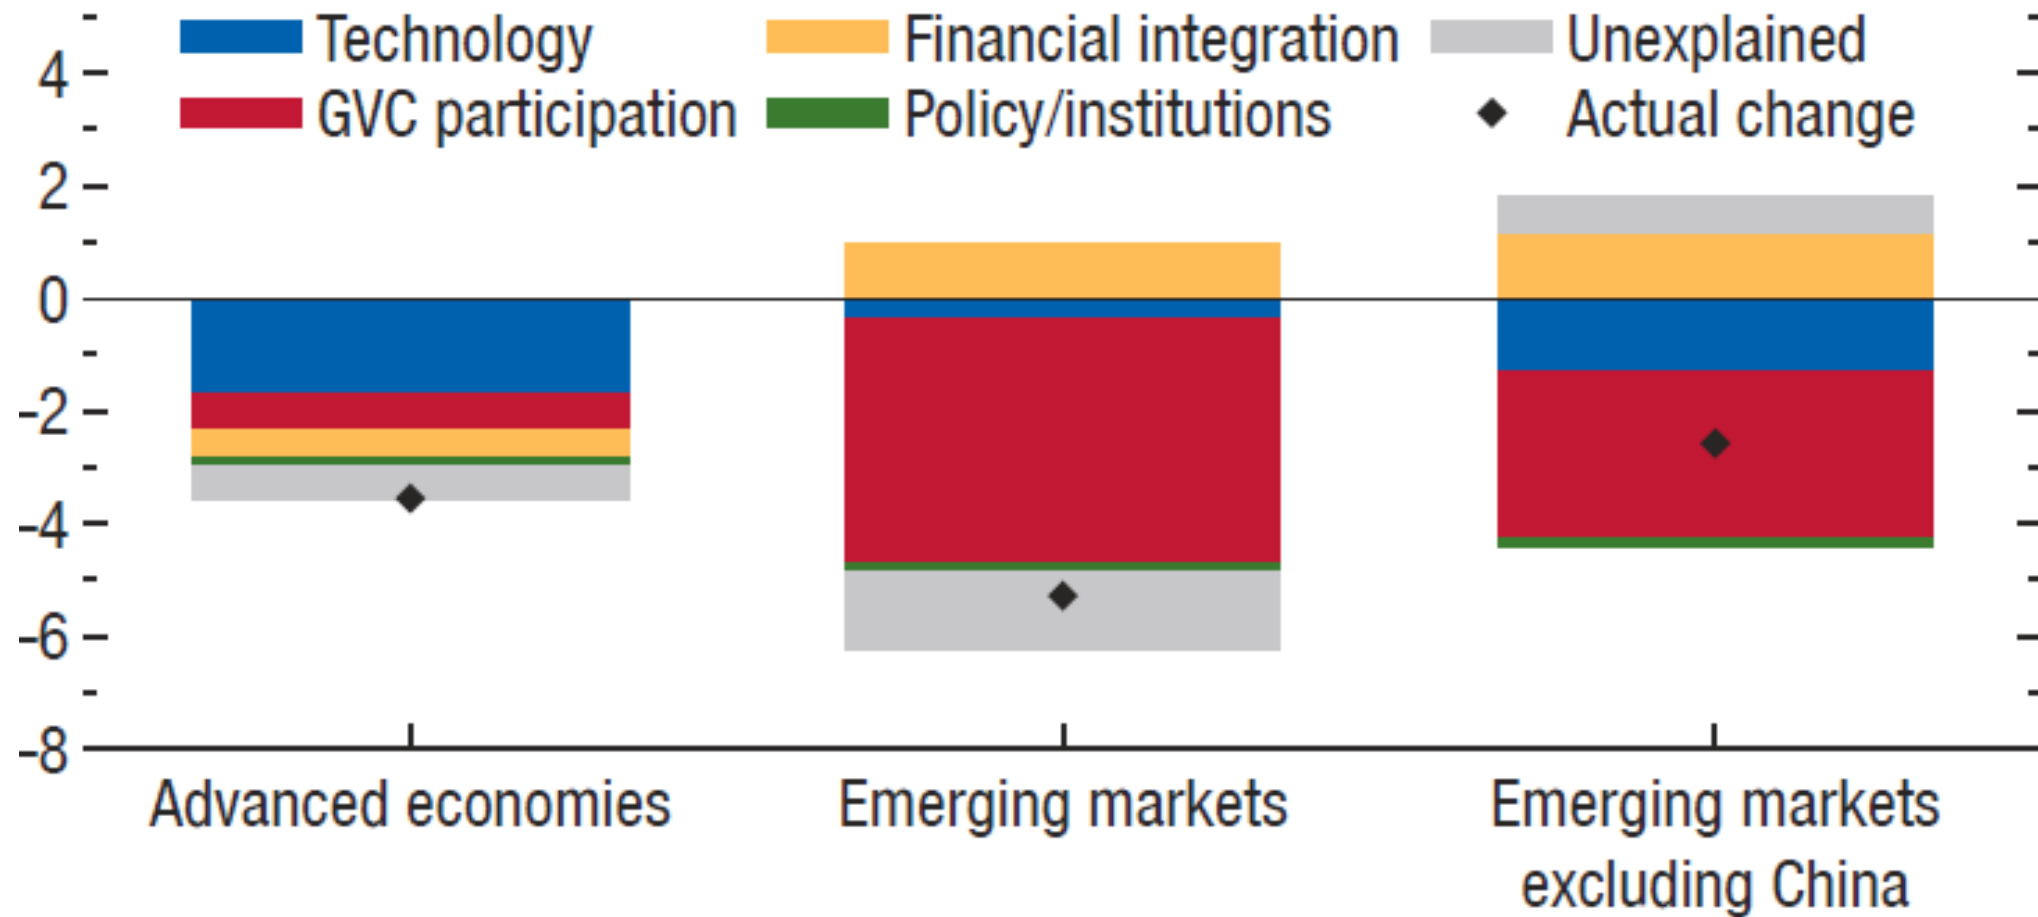 Technology
Financial integration
Unexplained
GVC participation
Policy/institutions
Actual change
4
2
0
-2
-4
-6
-8
Advanced economies
Emerging markets
Emerging markets
excluding China